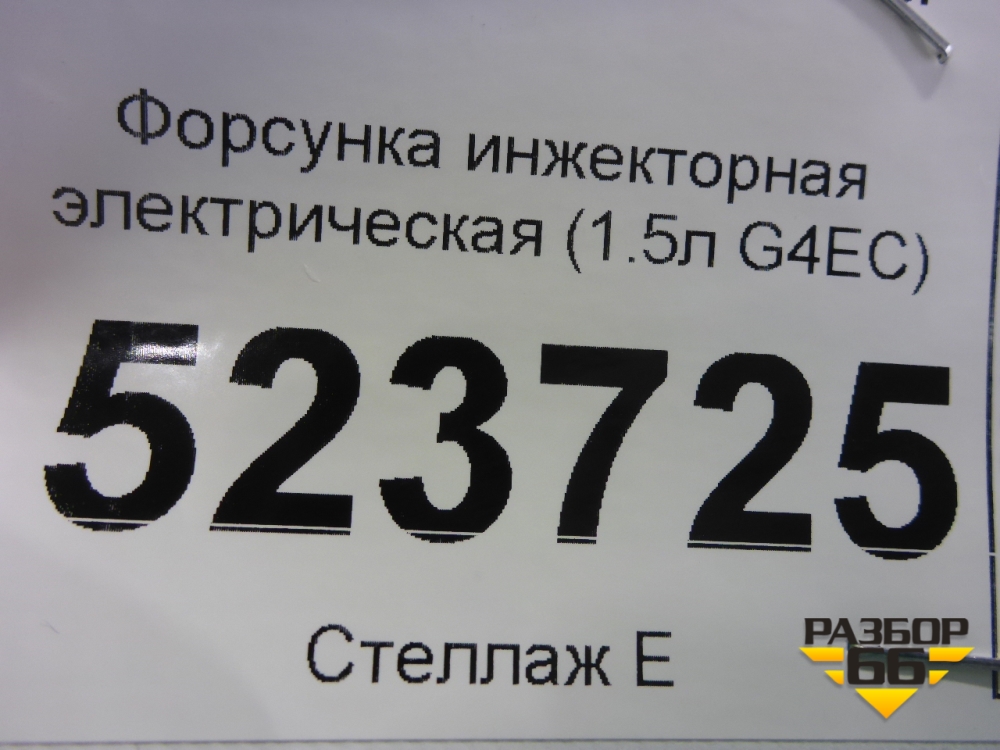 Форсунка инжекторная
электрическая (1.5л G4EC)
523725
Стеллаж Е
РАЗБОР
66